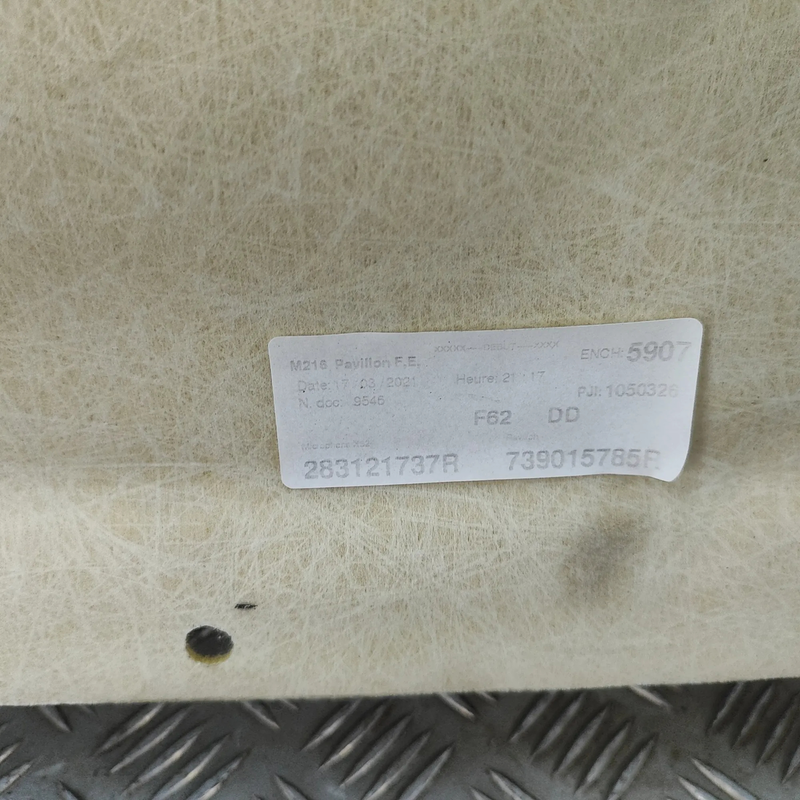 M216 Pavillon F.E. ENCH: 5907
Date: 17/03/2021 Heure: 21:17
N. doc: 9546 PJI: 1050326
F62 DD
283121737R 739015785R